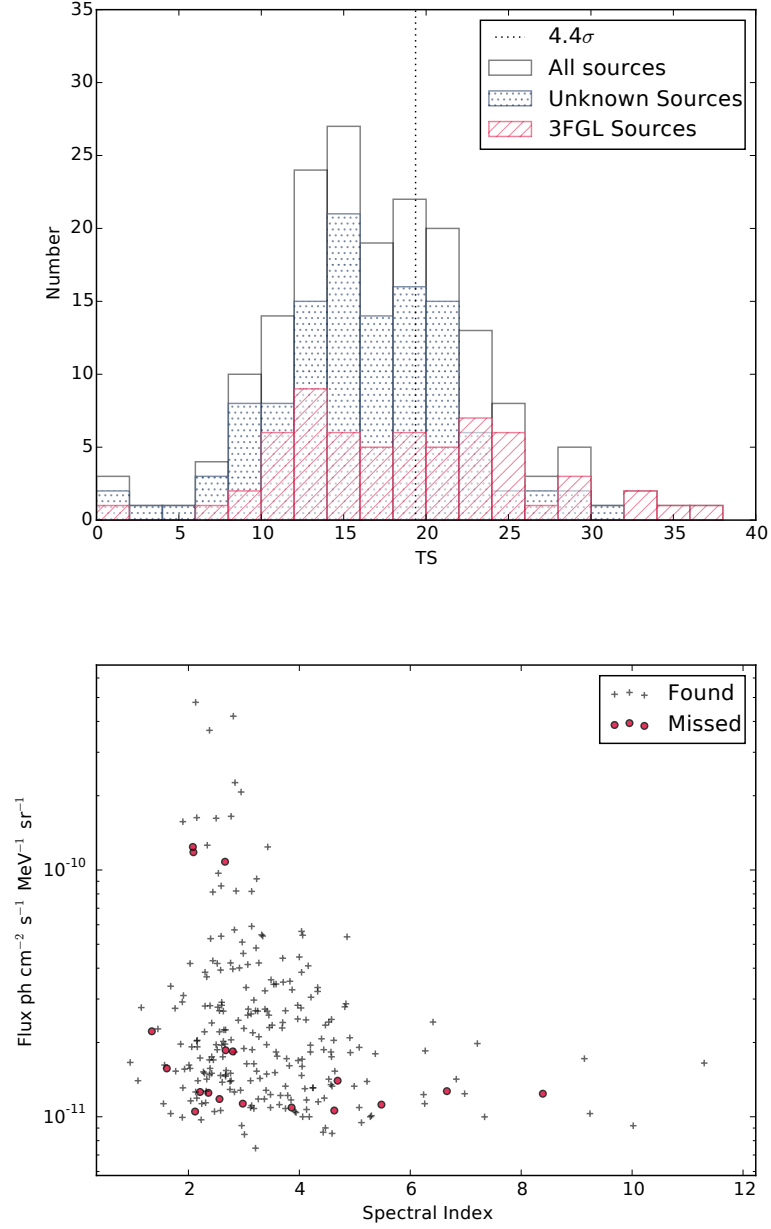 35
30
25
20
15
10
5
0
Number
0 5 10 15 20 25 30 35 40
TS
4.4σ
All sources
Unknown Sources
3FGL Sources
10⁻¹⁰
10⁻¹¹
Flux ph cm⁻² s⁻¹ MeV⁻¹ sr⁻¹
2 4 6 8 10 12
Spectral Index
Found
Missed